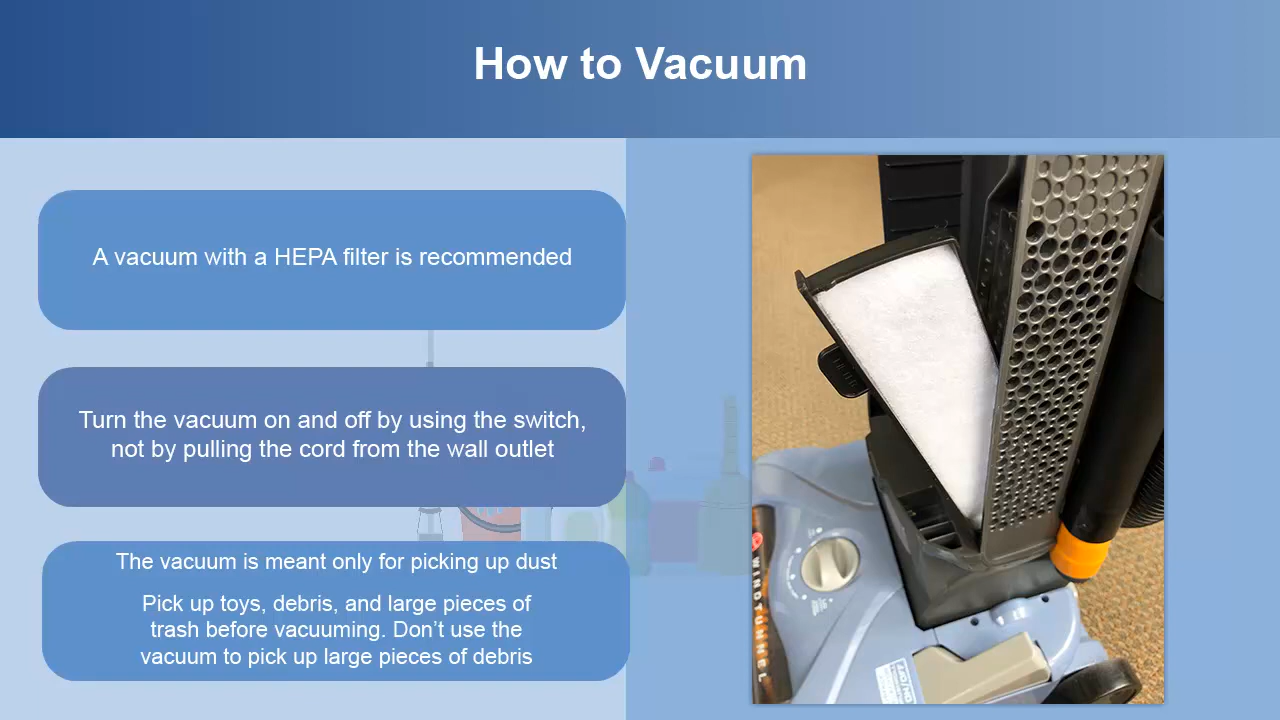 How to Vacuum
A vacuum with a HEPA filter is recommended
Turn the vacuum on and off by using the switch,
not by pulling the cord from the wall outlet
The vacuum is meant only for picking up dust
Pick up toys, debris, and large pieces of
trash before vacuuming. Don’t use the
vacuum to pick up large pieces of debris
WINDTUNNEL
ON/OFF